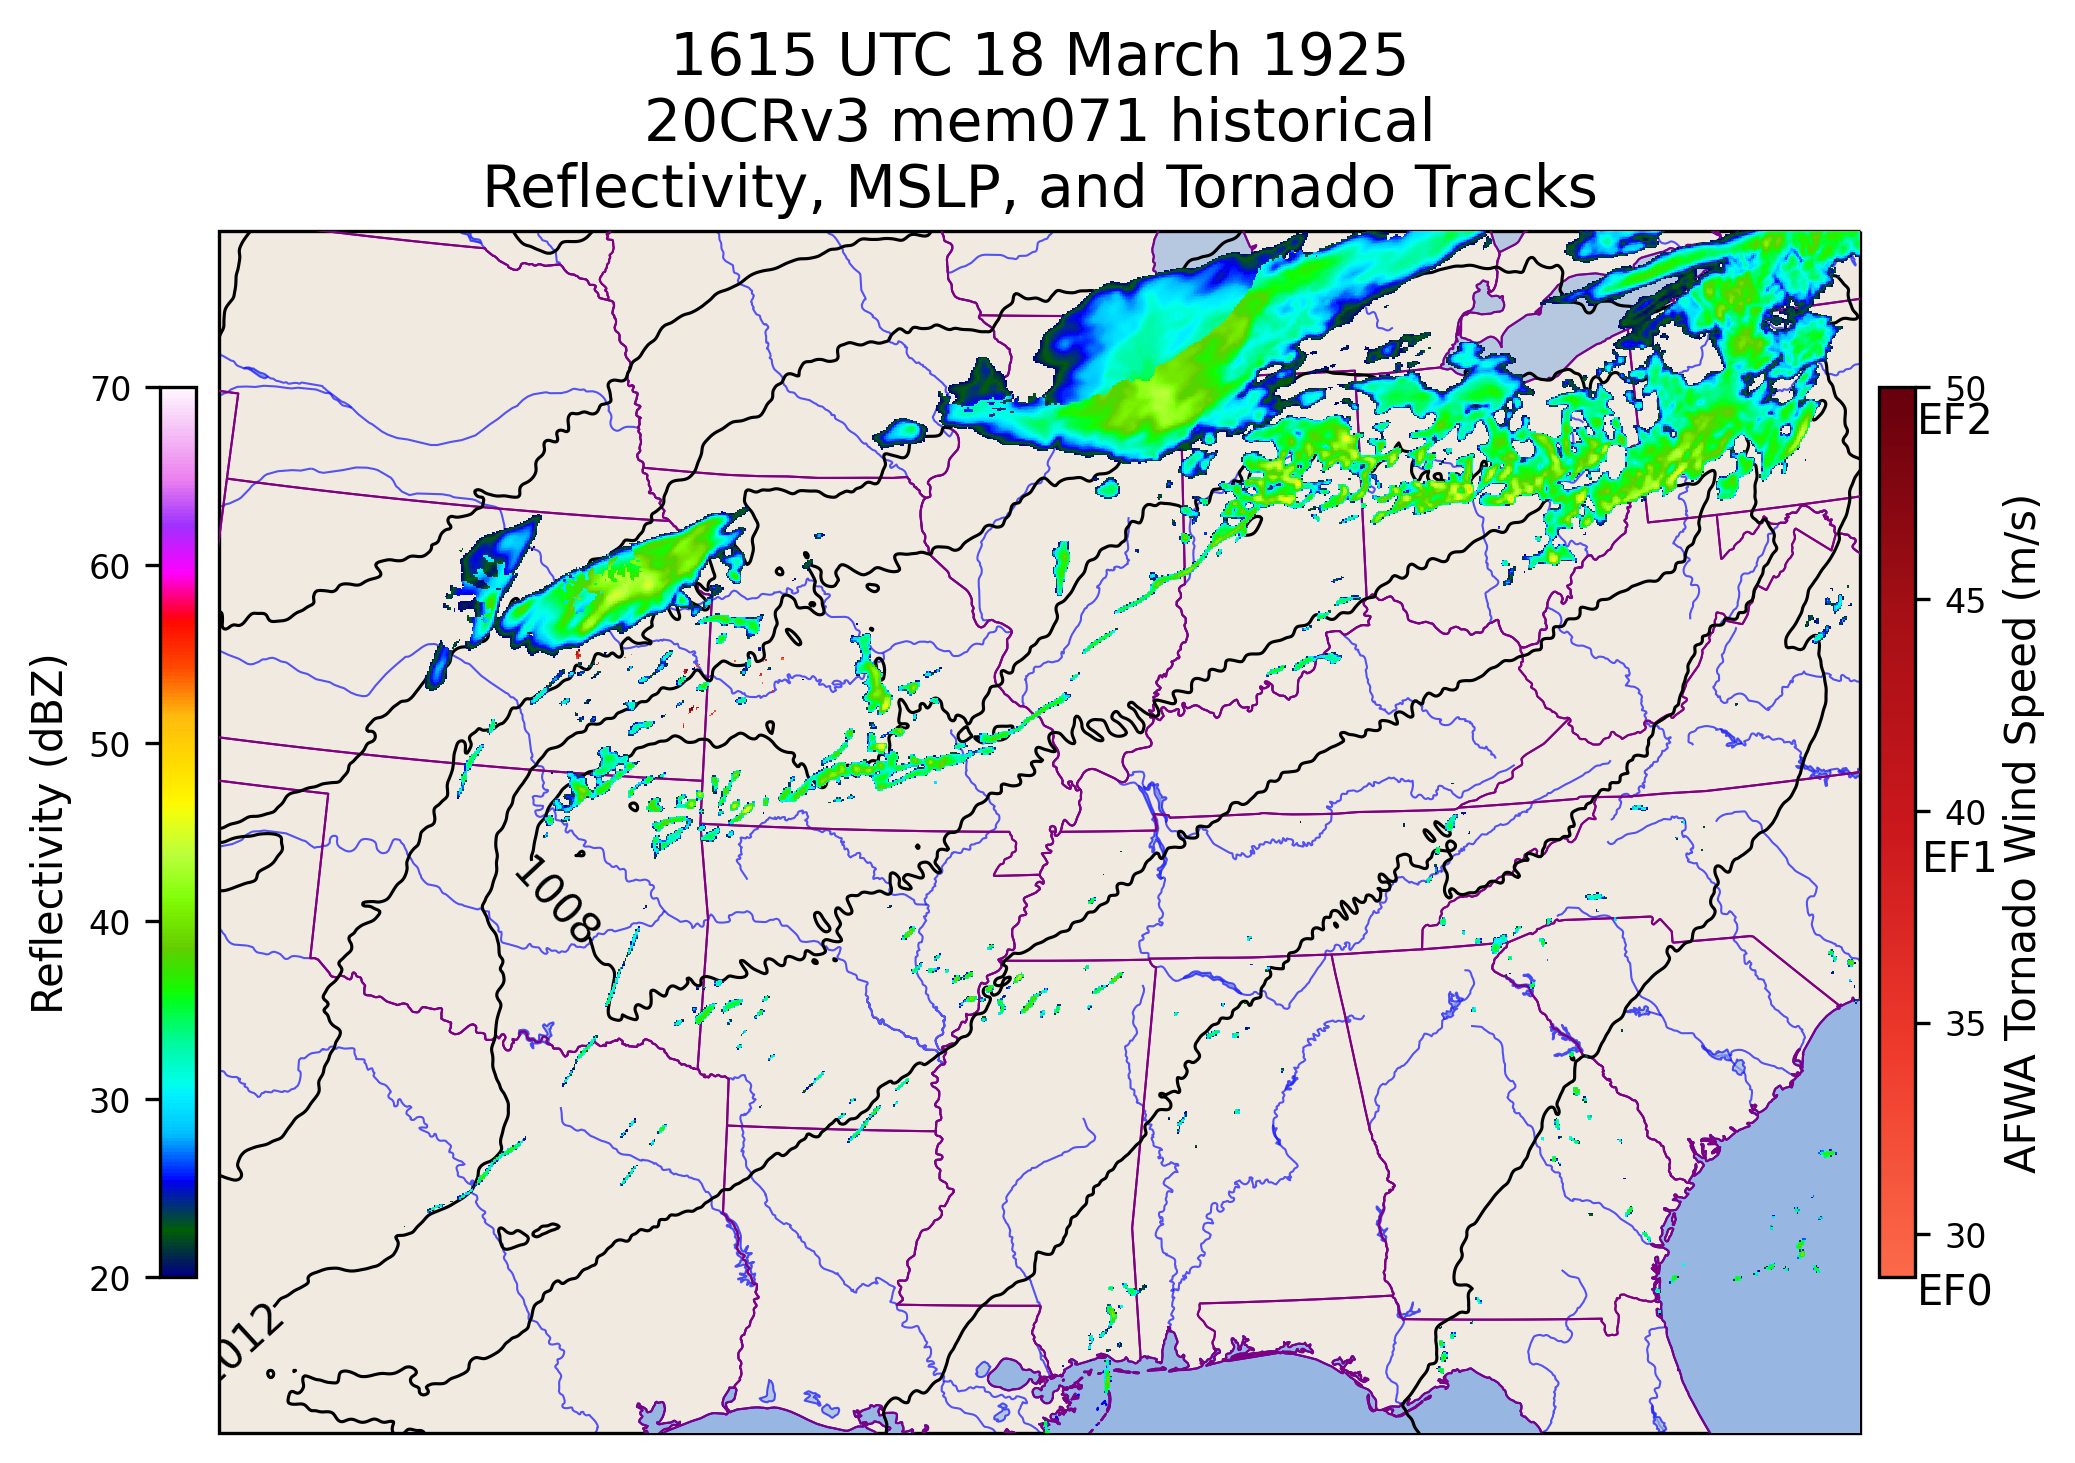 1615 UTC 18 March 1925
20CRv3 mem071 historical
Reflectivity, MSLP, and Tornado Tracks
70
60
50
40
30
20
Reflectivity (dBZ)
1008
012
50
EF2
45
40
EF1
35
30
EF0
AFWA Tornado Wind Speed (m/s)